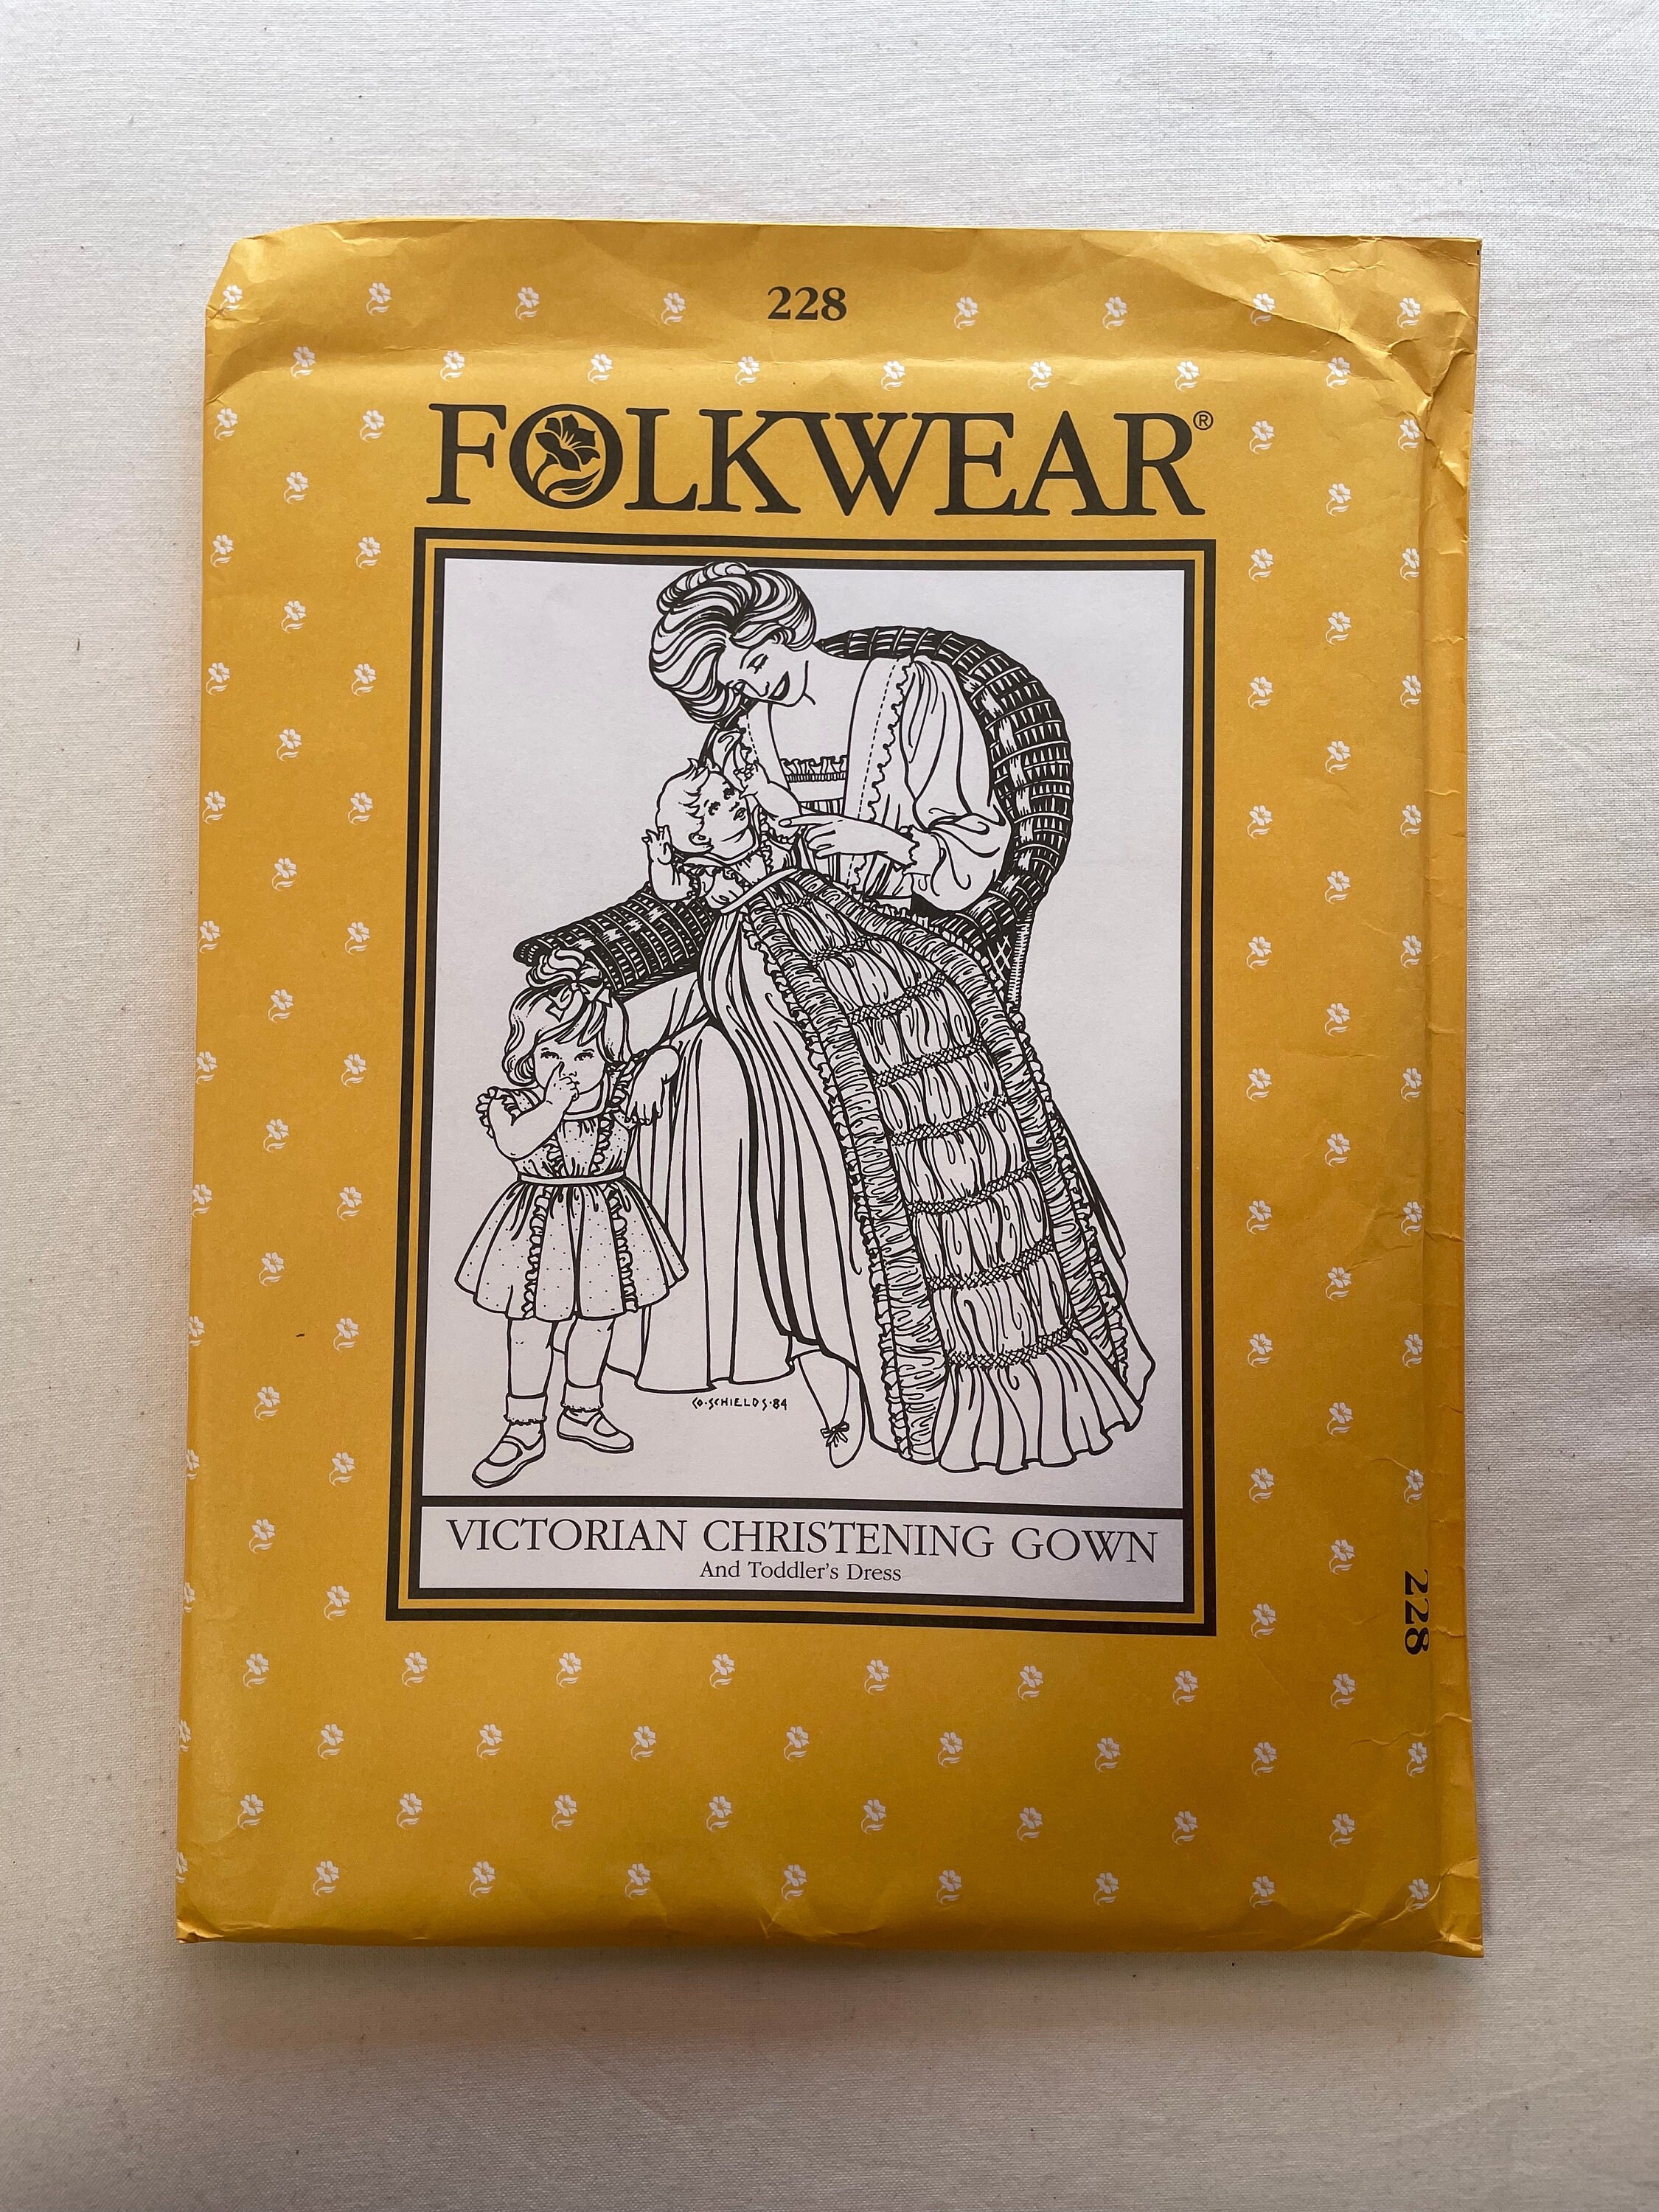 228
FOLKWEAR®
CO·SCHIELDS·84
VICTORIAN CHRISTENING GOWN
And Toddler's Dress
228